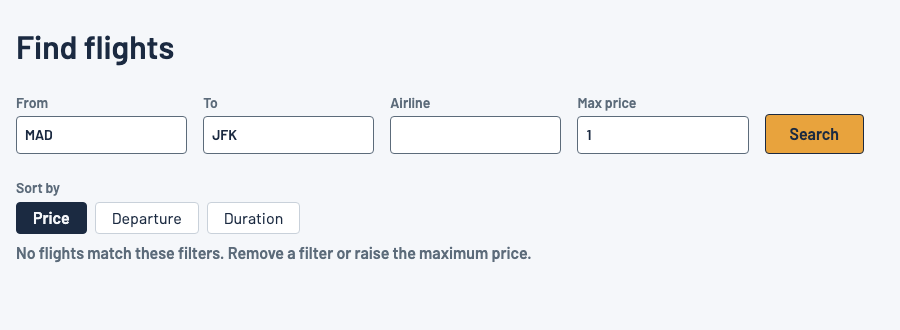 Find flights
From To Airline Max price
MAD JFK 1 Search
Sort by
Price Departure Duration
No flights match these filters. Remove a filter or raise the maximum price.